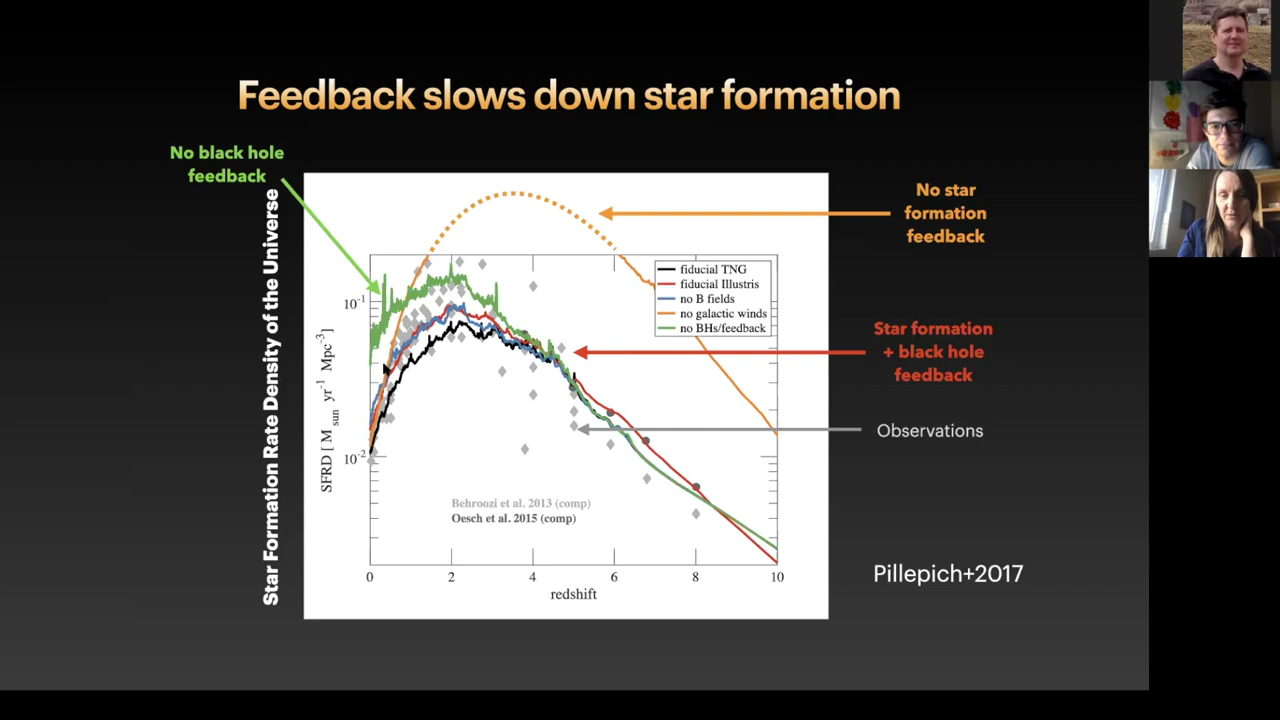 Feedback slows down star formation
No black hole
feedback
Star Formation Rate Density of the Universe
No star
formation
feedback
fiducial TNG
fiducial Illustris
no B fields
no galactic winds
no BHs/feedback
Star formation
+ black hole
feedback
Observations
SFRD [ M_sun yr⁻¹ Mpc⁻³]
10⁻¹
10⁻²
Behroozi et al. 2013 (comp)
Oesch et al. 2015 (comp)
0 2 4 6 8 10
redshift
Pillepich+2017